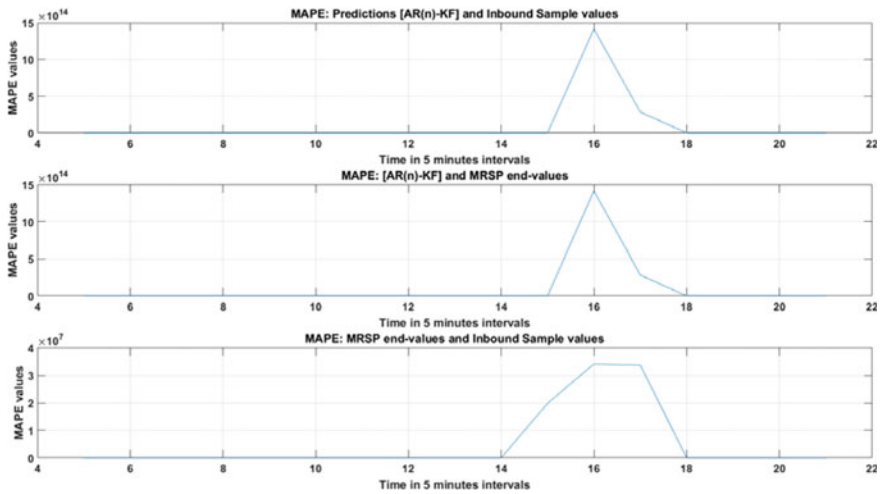 MAPE: Predictions [AR(n)-KF] and Inbound Sample values
×10^14
15
10
5
0
MAPE values
4 6 8 10 12 14 16 18 20 22
Time in 5 minutes intervals
MAPE: [AR(n)-KF] and MRSP end-values
×10^14
15
10
5
0
MAPE values
4 6 8 10 12 14 16 18 20 22
Time in 5 minutes intervals
MAPE: MRSP end-values and Inbound Sample values
×10^7
4
3
2
1
0
MAPE values
4 6 8 10 12 14 16 18 20 22
Time in 5 minutes intervals